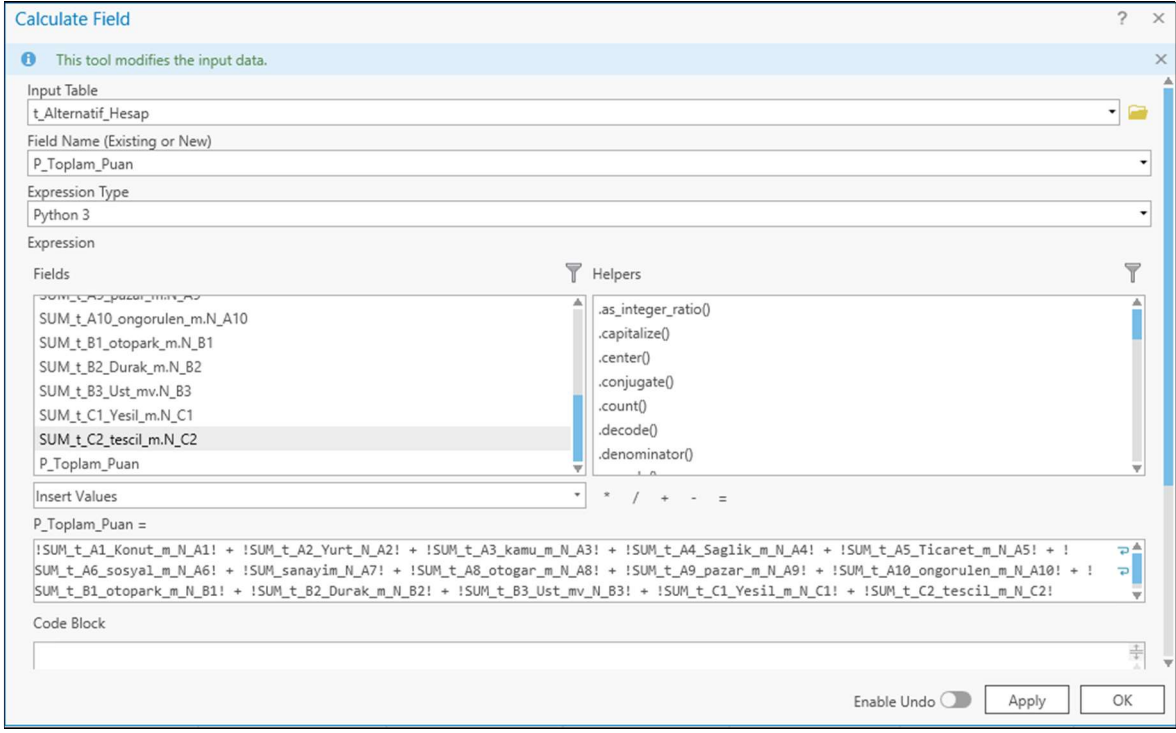 Calculate Field
? ×
This tool modifies the input data.
Input Table
t_Alternatif_Hesap
Field Name (Existing or New)
P_Toplam_Puan
Expression Type
Python 3
Expression
Fields
SUM_t_A9_pazar_m.N_A9
SUM_t_A10_ongorulen_m.N_A10
SUM_t_B1_otopark_m.N_B1
SUM_t_B2_Durak_m.N_B2
SUM_t_B3_Ust_mv.N_B3
SUM_t_C1_Yesil_m.N_C1
SUM_t_C2_tescil_m.N_C2
P_Toplam_Puan
Helpers
.as_integer_ratio()
.capitalize()
.center()
.conjugate()
.count()
.decode()
.denominator()
Insert Values
* / + - =
P_Toplam_Puan =
!SUM_t_A1_Konut_m_N_A1! + !SUM_t_A2_Yurt_N_A2! + !SUM_t_A3_kamu_m_N_A3! + !SUM_t_A4_Saglik_m_N_A4! + !SUM_t_A5_Ticaret_m_N_A5! + !
SUM_t_A6_sosyal_m_N_A6! + !SUM_sanayim_N_A7! + !SUM_t_A8_otogar_m_N_A8! + !SUM_t_A9_pazar_m_N_A9! + !SUM_t_A10_ongorulen_m_N_A10! + !
SUM_t_B1_otopark_m_N_B1! + !SUM_t_B2_Durak_m_N_B2! + !SUM_t_B3_Ust_mv_N_B3! + !SUM_t_C1_Yesil_m_N_C1! + !SUM_t_C2_tescil_m_N_C2!
Code Block
Enable Undo
Apply
OK